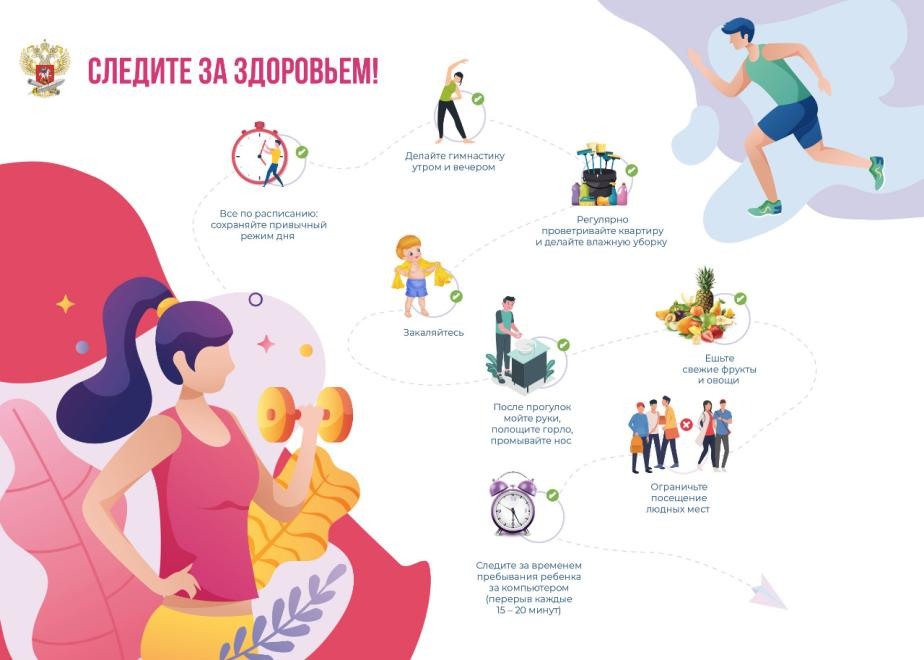 СЛЕДИТЕ ЗА ЗДОРОВЬЕМ!
Все по расписанию:
сохраняйте привычный
режим дня
Делайте гимнастику
утром и вечером
Регулярно
проветривайте квартиру
и делайте влажную уборку
Закаляйтесь
После прогулок
мойте руки,
полощите горло,
промывайте нос
Ешьте
свежие фрукты
и овощи
Ограничьте
посещение
людных мест
Следите за временем
пребывания ребенка
за компьютером
(перерыв каждые
15 – 20 минут)